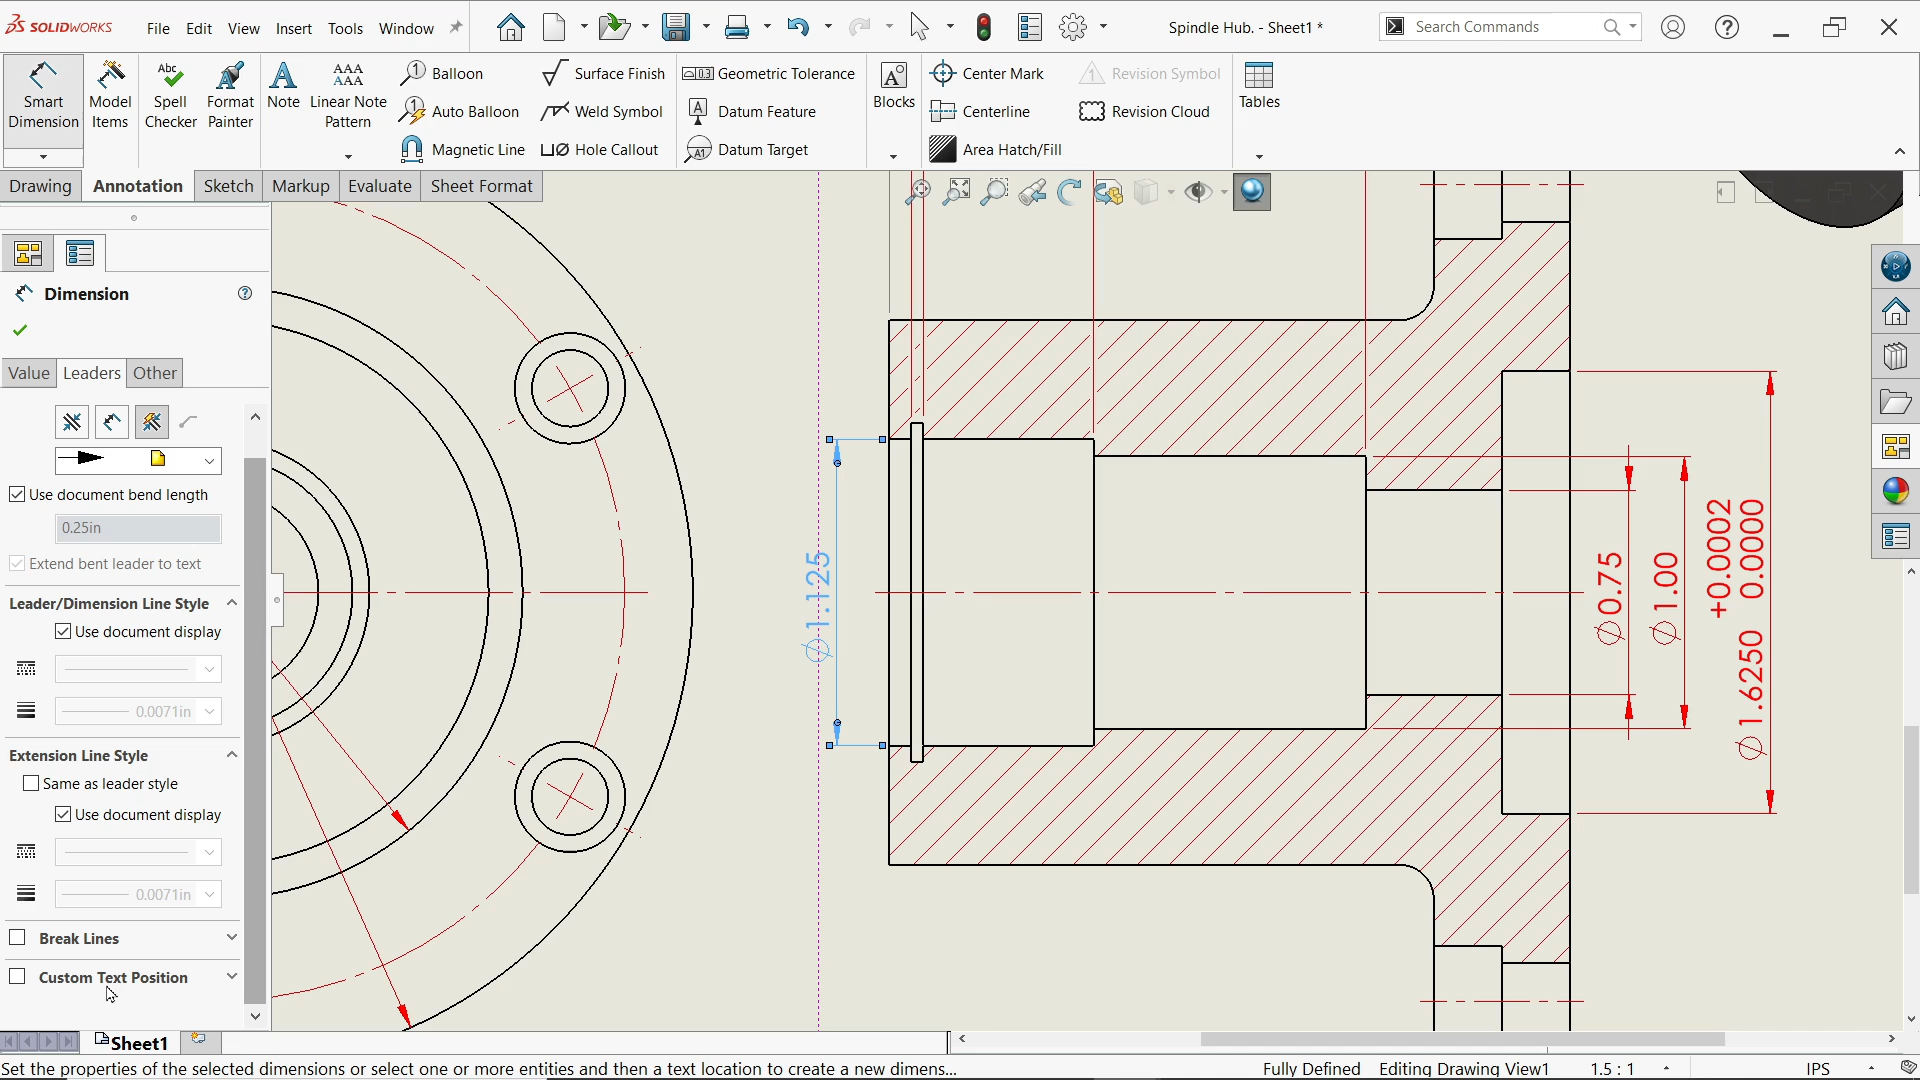 SOLIDWORKS File Edit View Insert Tools Window Spindle Hub. - Sheet1 * Search Commands
Smart Dimension
Model Items
Spell Checker
Format Painter
Note
Linear Note Pattern
Balloon
Auto Balloon
Magnetic Line
Surface Finish
Weld Symbol
Hole Callout
Geometric Tolerance
Datum Feature
Datum Target
Blocks
Center Mark
Centerline
Area Hatch/Fill
Revision Symbol
Revision Cloud
Tables
Drawing Annotation Sketch Markup Evaluate Sheet Format
Dimension
Value Leaders Other
Use document bend length
0.25in
Extend bent leader to text
Leader/Dimension Line Style
Use document display
0.0071in
Extension Line Style
Same as leader style
Use document display
0.0071in
Break Lines
Custom Text Position
∅1.125
∅0.75
∅1.00
+0.0002
∅1.6250 0.0000
Sheet1
Set the properties of the selected dimensions or select one or more entities and then a text location to create a new dimens... Fully Defined Editing Drawing View1 1.5 : 1 IPS